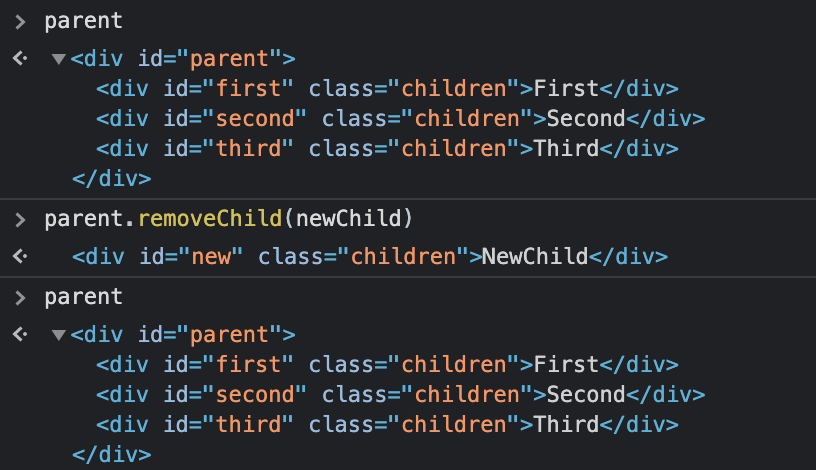 > parent
<div id="parent">
<div id="first" class="children">First</div>
<div id="second" class="children">Second</div>
<div id="third" class="children">Third</div>
</div>
> parent.removeChild(newChild)
<div id="new" class="children">NewChild</div>
> parent
<div id="parent">
<div id="first" class="children">First</div>
<div id="second" class="children">Second</div>
<div id="third" class="children">Third</div>
</div>